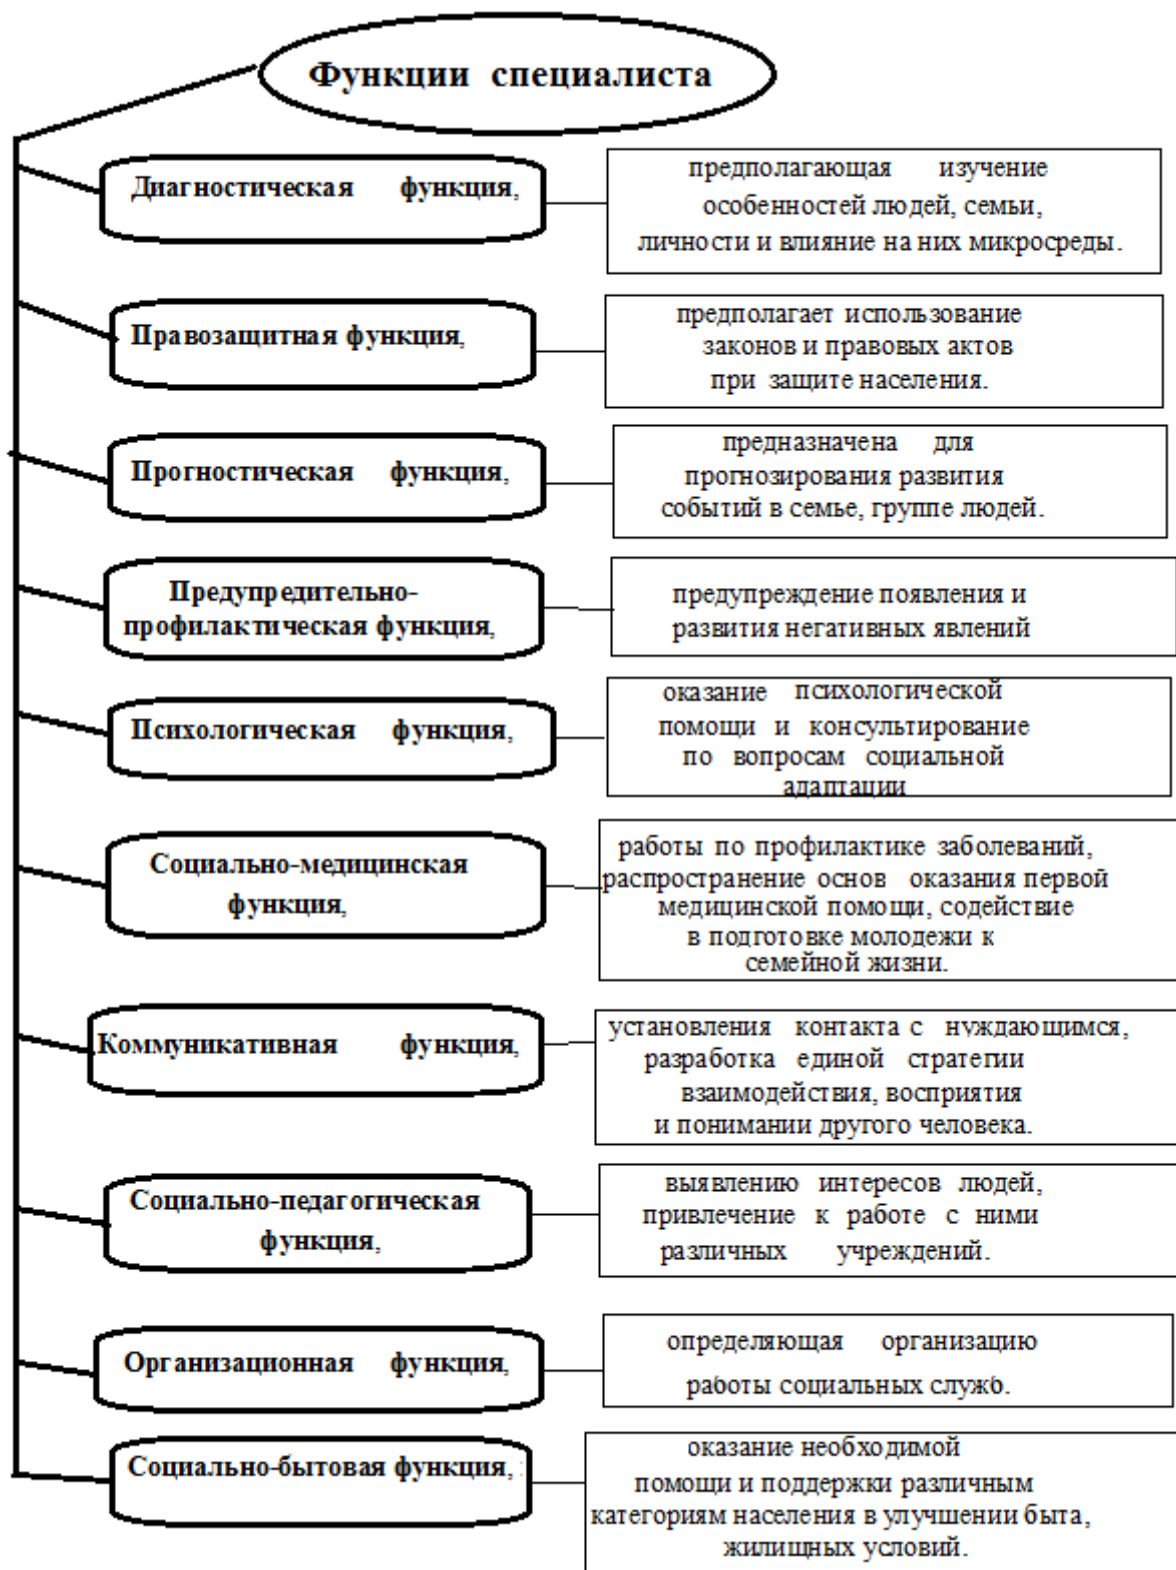 Функции специалиста
Диагностическая функция,
предполагающая изучение
особенностей людей, семьи,
личности и влияние на них микросреды.
Правозащитная функция,
предполагает использование
законов и правовых актов
при защите населения.
Прогностическая функция,
предназначена для
прогнозирования развития
событий в семье, группе людей.
Предупредительно-
профилактическая функция,
предупреждение появления и
развития негативных явлений
Психологическая функция,
оказание психологической
помощи и консультирование
по вопросам социальной
адаптации
Социально-медицинская
функция,
работы по профилактике заболеваний,
распространение основ оказания первой
медицинской помощи, содействие
в подготовке молодежи к
семейной жизни.
Коммуникативная функция,
установления контакта с нуждающимся,
разработка единой стратегии
взаимодействия, восприятия
и понимании другого человека.
Социально-педагогическая
функция,
выявлению интересов людей,
привлечение к работе с ними
различных учреждений.
Организационная функция,
определяющая организацию
работы социальных служб.
Социально-бытовая функция,
оказание необходимой
помощи и поддержки различным
категориям населения в улучшении быта,
жилищных условий.